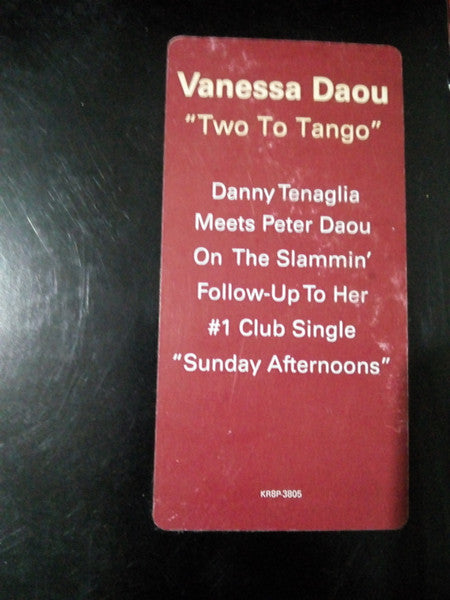 Vanessa Daou
“Two To Tango”
Danny Tenaglia
Meets Peter Daou
On The Slammin’
Follow-Up To Her
#1 Club Single
“Sunday Afternoons”
KR8P-3805